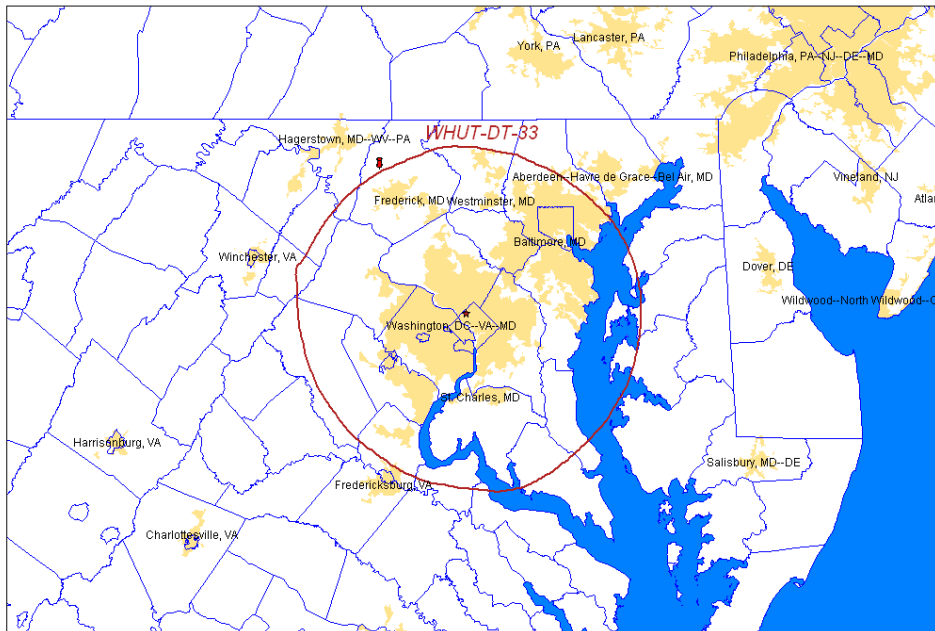 Lancaster, PA
York, PA
Philadelphia, PA--NJ--DE--MD
WHUT-DT-33
Hagerstown, MD--WV--PA
Aberdeen--Havre de Grace--Bel Air, MD
Vineland, NJ
Frederick, MD
Westminster, MD
Baltimore, MD
Winchester, VA
Dover, DE
Wildwood--North Wildwood--C
Washington, DC--VA--MD
St. Charles, MD
Harrisonburg, VA
Salisbury, MD--DE
Fredericksburg, VA
Charlottesville, VA